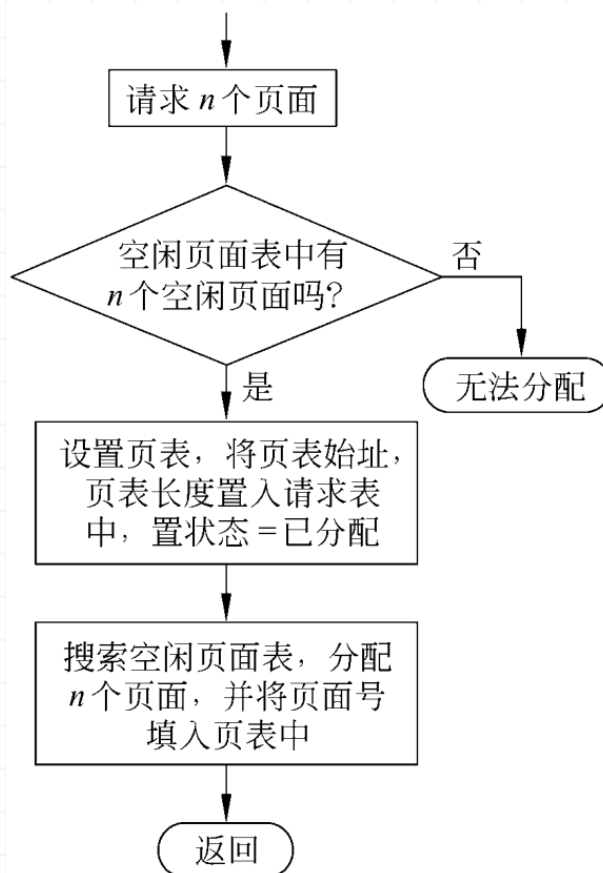 请求 n 个页面
空闲页面表中有
n 个空闲页面吗?
否
无法分配
是
设置页表，将页表始址，
页表长度置入请求表
中，置状态=已分配
搜索空闲页面表，分配
n 个页面，并将页面号
填入页表中
返回